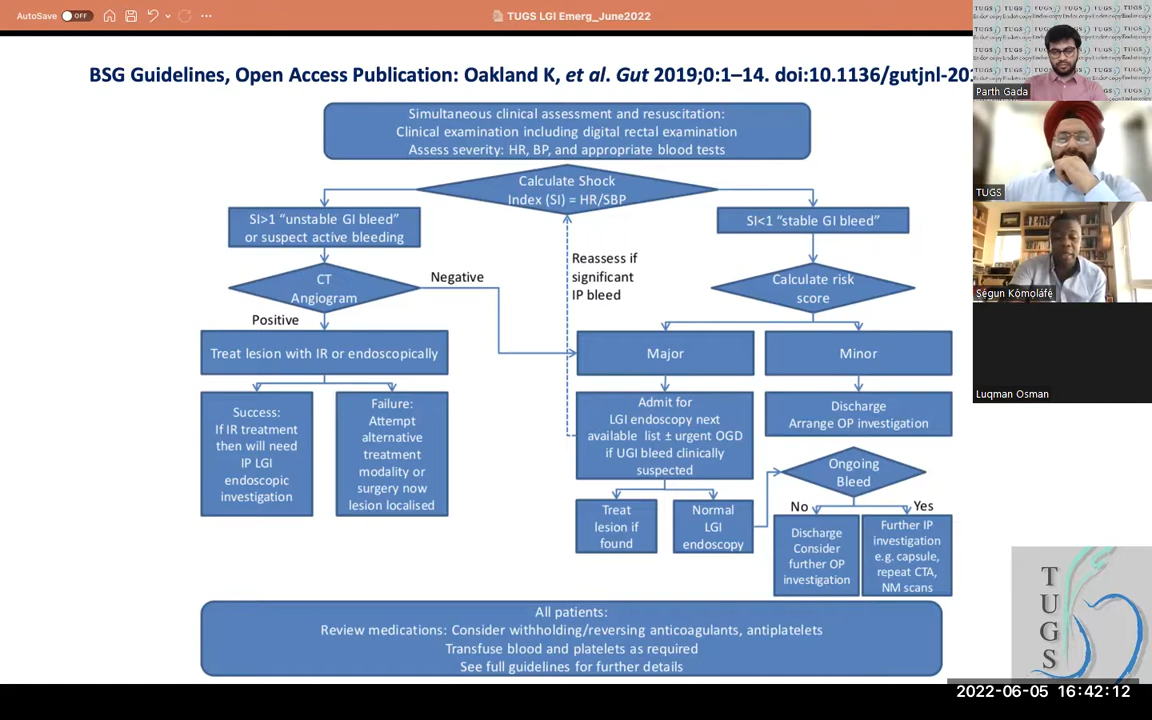 AutoSave OFF
TUGS LGI Emerg_June2022
BSG Guidelines, Open Access Publication: Oakland K, et al. Gut 2019;0:1–14. doi:10.1136/gutjnl-20
Simultaneous clinical assessment and resuscitation:
Clinical examination including digital rectal examination
Assess severity: HR, BP, and appropriate blood tests
Calculate Shock
Index (SI) = HR/SBP
SI>1 “unstable GI bleed”
or suspect active bleeding
SI<1 “stable GI bleed”
CT
Angiogram
Negative
Positive
Reassess if
significant
IP bleed
Calculate risk
score
Treat lesion with IR or endoscopically
Major
Minor
Success:
If IR treatment
then will need
IP LGI
endoscopic
investigation
Failure:
Attempt
alternative
treatment
modality or
surgery now
lesion localised
Admit for
LGI endoscopy next
available list ± urgent OGD
if UGI bleed clinically
suspected
Discharge
Arrange OP investigation
Ongoing
Bleed
No
Yes
Treat
lesion if
found
Normal
LGI
endoscopy
Discharge
Consider
further OP
investigation
Further IP
investigation
e.g. capsule,
repeat CTA,
NM scans
All patients:
Review medications: Consider withholding/reversing anticoagulants, antiplatelets
Transfuse blood and platelets as required
See full guidelines for further details
Parth Gada
TUGS
Ṣẹgun Kọ́mọláfẹ́
Luqman Osman
T
U
G
S
2022-06-05 16:42:12